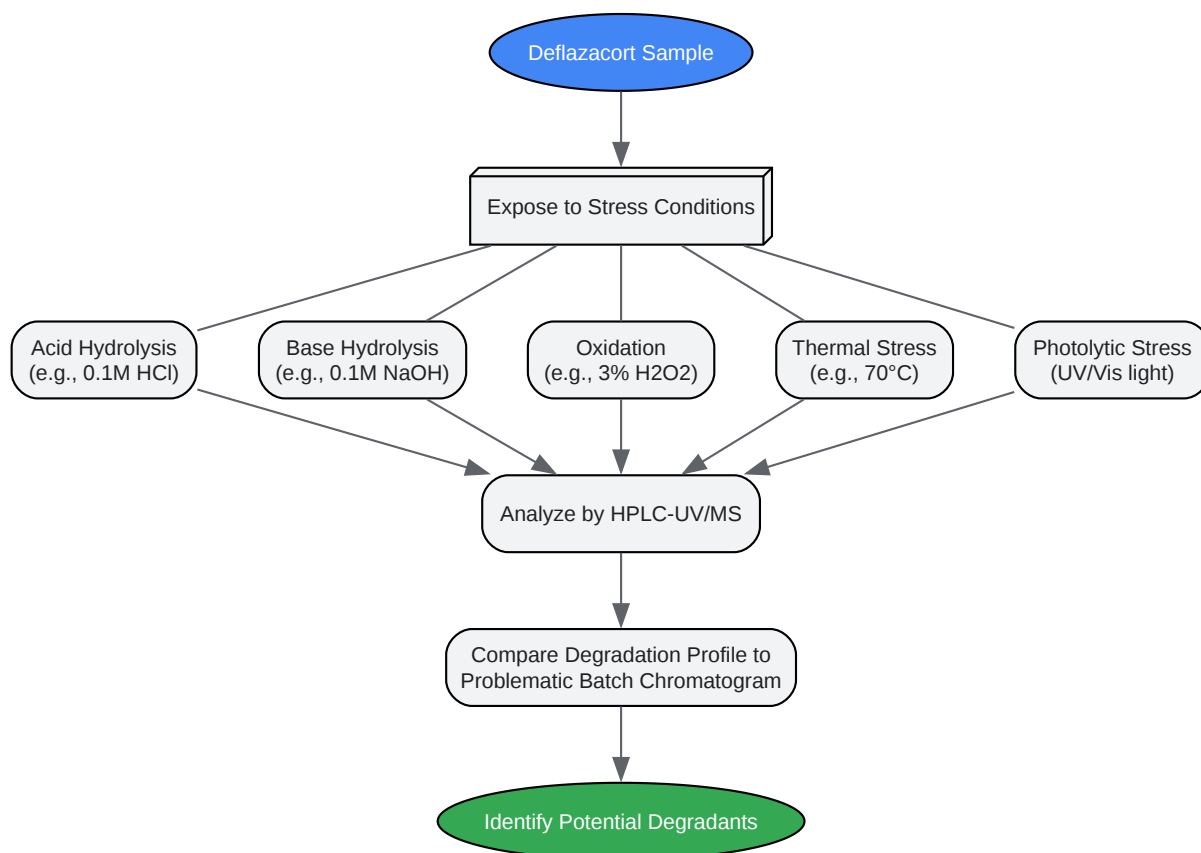 Deflazacort Sample
Expose to Stress Conditions
Acid Hydrolysis
(e.g., 0.1M HCl)
Base Hydrolysis
(e.g., 0.1M NaOH)
Oxidation
(e.g., 3% H2O2)
Thermal Stress
(e.g., 70°C)
Photolytic Stress
(UV/Vis light)
Analyze by HPLC-UV/MS
Compare Degradation Profile to
Problematic Batch Chromatogram
Identify Potential Degradants